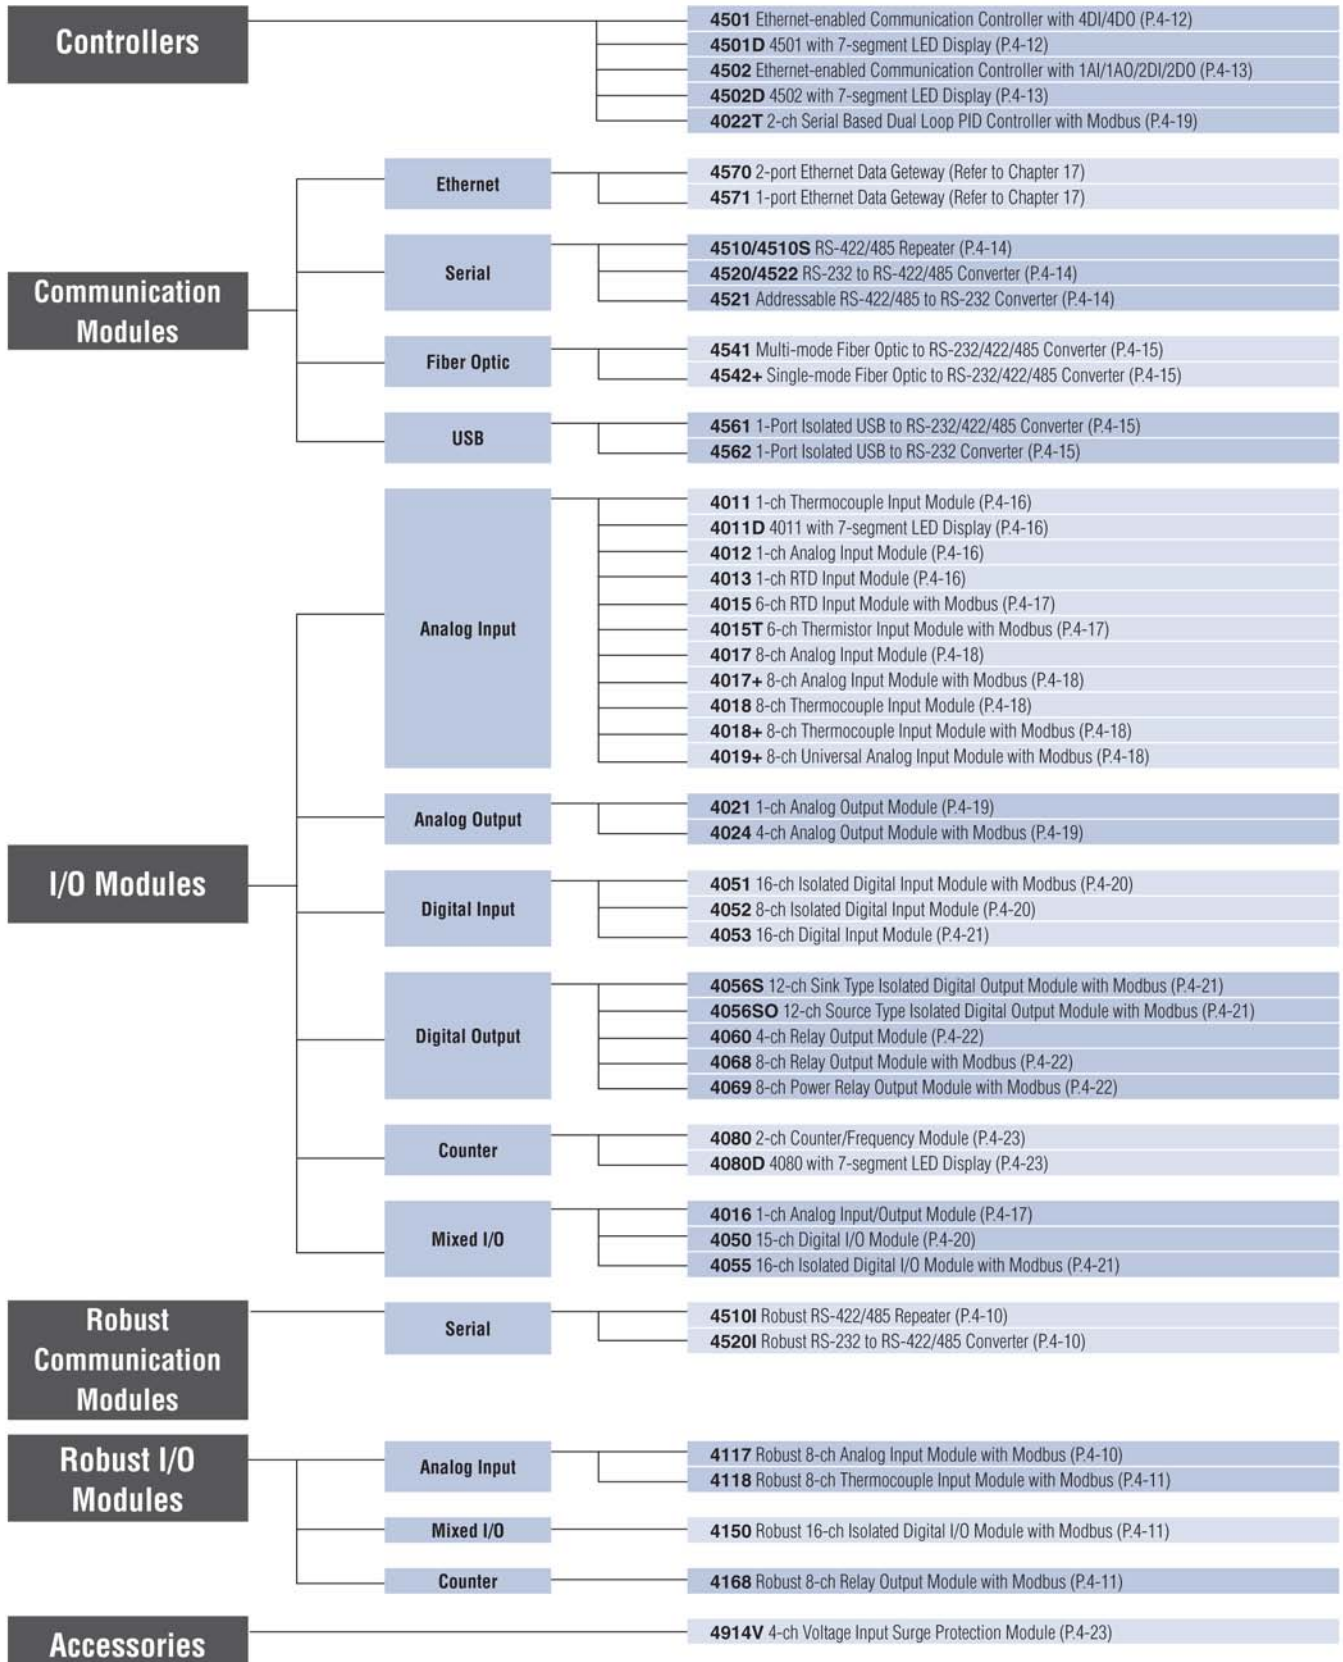 Controllers
4501 Ethernet-enabled Communication Controller with 4DI/4DO (P.4-12)
4501D 4501 with 7-segment LED Display (P.4-12)
4502 Ethernet-enabled Communication Controller with 1AI/1AO/2DI/2DO (P.4-13)
4502D 4502 with 7-segment LED Display (P.4-13)
4022T 2-ch Serial Based Dual Loop PID Controller with Modbus (P.4-19)
Communication
Modules
Ethernet
4570 2-port Ethernet Data Geteway (Refer to Chapter 17)
4571 1-port Ethernet Data Geteway (Refer to Chapter 17)
Serial
4510/4510S RS-422/485 Repeater (P.4-14)
4520/4522 RS-232 to RS-422/485 Converter (P.4-14)
4521 Addressable RS-422/485 to RS-232 Converter (P.4-14)
Fiber Optic
4541 Multi-mode Fiber Optic to RS-232/422/485 Converter (P.4-15)
4542+ Single-mode Fiber Optic to RS-232/422/485 Converter (P.4-15)
USB
4561 1-Port Isolated USB to RS-232/422/485 Converter (P.4-15)
4562 1-Port Isolated USB to RS-232 Converter (P.4-15)
I/O Modules
Analog Input
4011 1-ch Thermocouple Input Module (P.4-16)
4011D 4011 with 7-segment LED Display (P.4-16)
4012 1-ch Analog Input Module (P.4-16)
4013 1-ch RTD Input Module (P.4-16)
4015 6-ch RTD Input Module with Modbus (P.4-17)
4015T 6-ch Thermistor Input Module with Modbus (P.4-17)
4017 8-ch Analog Input Module (P.4-18)
4017+ 8-ch Analog Input Module with Modbus (P.4-18)
4018 8-ch Thermocouple Input Module (P.4-18)
4018+ 8-ch Thermocouple Input Module with Modbus (P.4-18)
4019+ 8-ch Universal Analog Input Module with Modbus (P.4-18)
Analog Output
4021 1-ch Analog Output Module (P.4-19)
4024 4-ch Analog Output Module with Modbus (P.4-19)
Digital Input
4051 16-ch Isolated Digital Input Module with Modbus (P.4-20)
4052 8-ch Isolated Digital Input Module (P.4-20)
4053 16-ch Digital Input Module (P.4-21)
Digital Output
4056S 12-ch Sink Type Isolated Digital Output Module with Modbus (P.4-21)
4056SO 12-ch Source Type Isolated Digital Output Module with Modbus (P.4-21)
4060 4-ch Relay Output Module (P.4-22)
4068 8-ch Relay Output Module with Modbus (P.4-22)
4069 8-ch Power Relay Output Module with Modbus (P.4-22)
Counter
4080 2-ch Counter/Frequency Module (P.4-23)
4080D 4080 with 7-segment LED Display (P.4-23)
Mixed I/O
4016 1-ch Analog Input/Output Module (P.4-17)
4050 15-ch Digital I/O Module (P.4-20)
4055 16-ch Isolated Digital I/O Module with Modbus (P.4-21)
Robust
Communication
Modules
Serial
4510I Robust RS-422/485 Repeater (P.4-10)
4520I Robust RS-232 to RS-422/485 Converter (P.4-10)
Robust I/O
Modules
Analog Input
4117 Robust 8-ch Analog Input Module with Modbus (P.4-10)
4118 Robust 8-ch Thermocouple Input Module with Modbus (P.4-11)
Mixed I/O
4150 Robust 16-ch Isolated Digital I/O Module with Modbus (P.4-11)
Counter
4168 Robust 8-ch Relay Output Module with Modbus (P.4-11)
Accessories
4914V 4-ch Voltage Input Surge Protection Module (P.4-23)